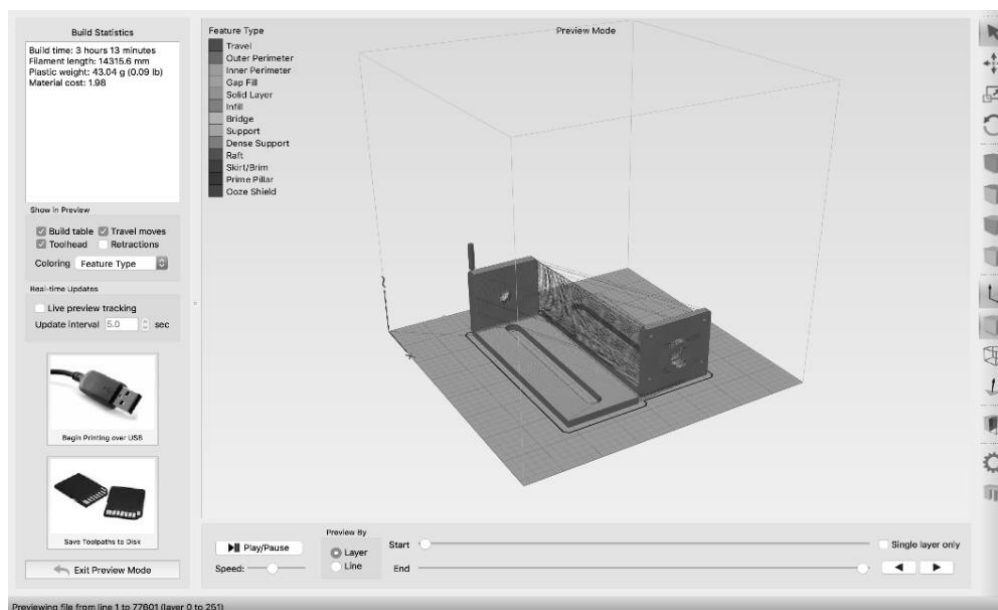 Build Statistics
Build time: 3 hours 13 minutes
Filament length: 14315.6 mm
Plastic weight: 43.04 g (0.09 lb)
Material cost: 1.98
Show in Preview
Build table
Travel moves
Toolhead
Retractions
Coloring
Feature Type
Real-time Updates
Live preview tracking
Update interval
5.0
sec
Begin Printing over USB
Save Toolpaths to Disk
Exit Preview Mode
Feature Type
Travel
Outer Perimeter
Inner Perimeter
Gap Fill
Solid Layer
Infill
Bridge
Support
Dense Support
Raft
Skirt/Brim
Prime Pillar
Ooze Shield
Preview Mode
Play/Pause
Speed:
Preview By
Layer
Line
Start
End
Single layer only
Previewing file from line 1 to 77601 (layer 0 to 251)